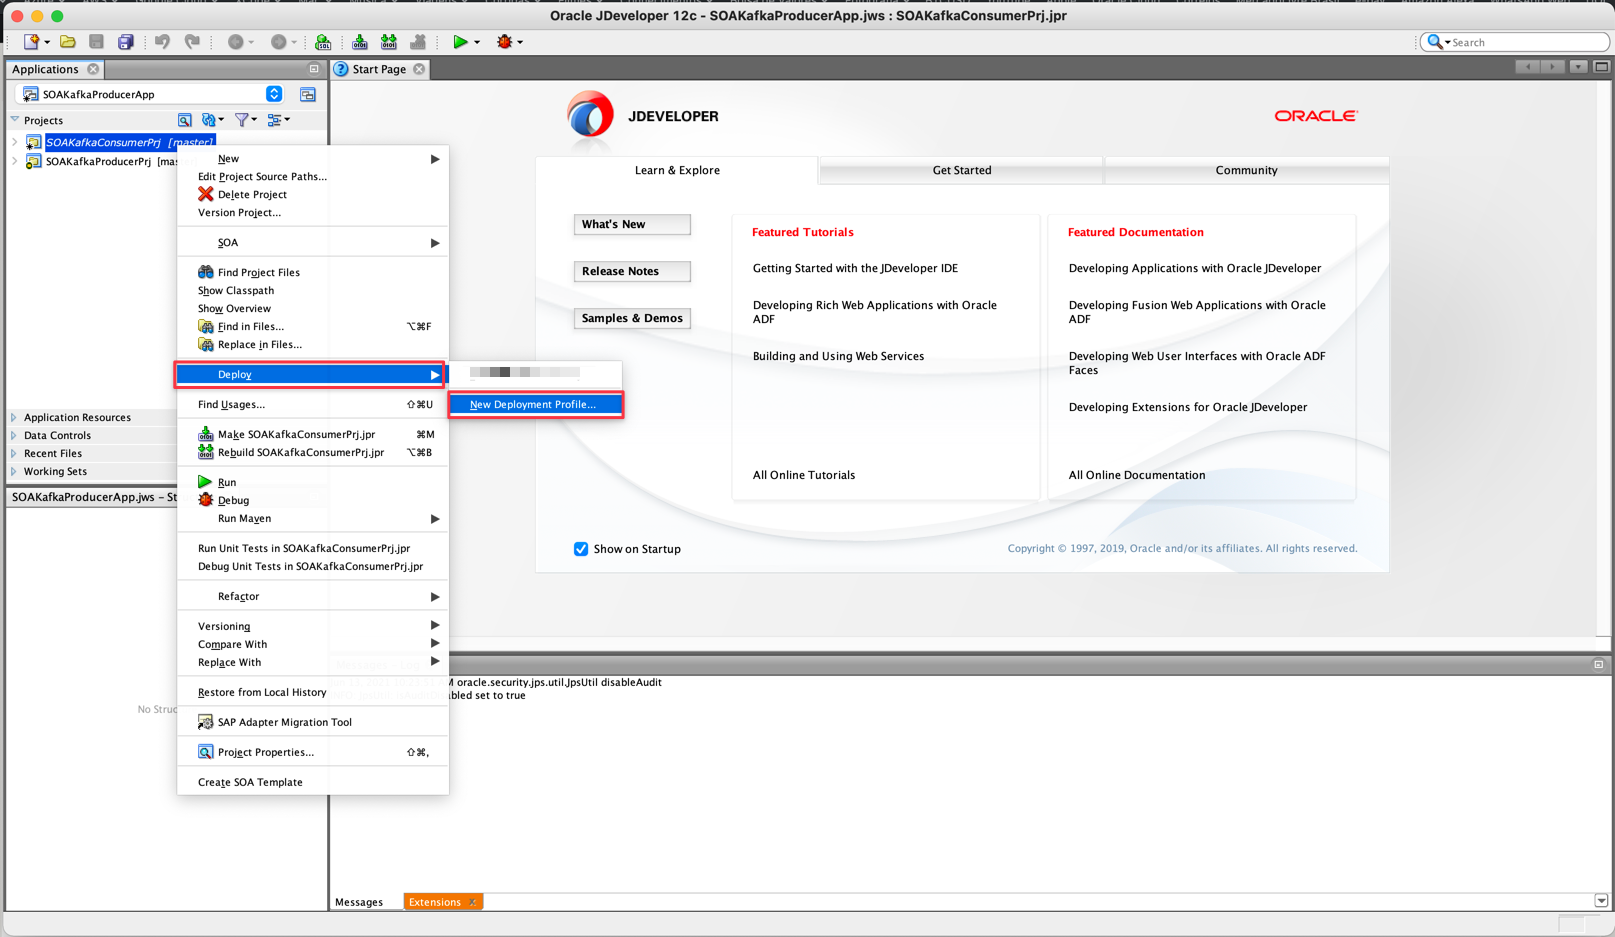 Oracle JDeveloper 12c - SOAKafkaProducerApp.jws : SOAKafkaConsumerPrj.jpr
SQL
Search
Applications
Start Page
SOAKafkaProducerApp
Projects
SOAKafkaConsumerPrj [master]
SOAKafkaProducerPrj [mas
New
Edit Project Source Paths...
Delete Project
Version Project...
SOA
Find Project Files
Show Classpath
Show Overview
Find in Files... ⌥⌘F
Replace in Files...
Deploy
New Deployment Profile...
Find Usages... ⇧⌘U
Make SOAKafkaConsumerPrj.jpr ⌘M
Rebuild SOAKafkaConsumerPrj.jpr ⌥⌘B
Run
Debug
Run Maven
Run Unit Tests in SOAKafkaConsumerPrj.jpr
Debug Unit Tests in SOAKafkaConsumerPrj.jpr
Refactor
Versioning
Compare With
Replace With
Restore from Local History
SAP Adapter Migration Tool
Project Properties... ⇧⌘,
Create SOA Template
Application Resources
Data Controls
Recent Files
Working Sets
SOAKafkaProducerApp.jws - St
No Struc
JDEVELOPER
ORACLE
Learn & Explore
Get Started
Community
What's New
Release Notes
Samples & Demos
Featured Tutorials
Getting Started with the JDeveloper IDE
Developing Rich Web Applications with Oracle
ADF
Building and Using Web Services
All Online Tutorials
Featured Documentation
Developing Applications with Oracle JDeveloper
Developing Fusion Web Applications with Oracle
ADF
Developing Web User Interfaces with Oracle ADF
Faces
Developing Extensions for Oracle JDeveloper
All Online Documentation
Show on Startup
Copyright © 1997, 2019, Oracle and/or its affiliates. All rights reserved.
AM oracle.security.jps.util.JpsUtil disableAudit
bled set to true
Messages
Extensions